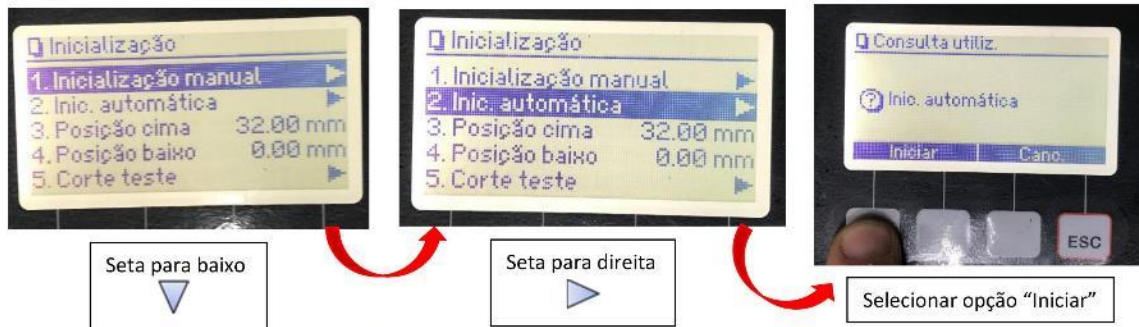 Inicialização
1. Inicialização manual
2. Inic. automática
3. Posição cima 32.00 mm
4. Posição baixo 0.00 mm
5. Corte teste
Seta para baixo
Inicialização
1. Inicialização manual
2. Inic. automática
3. Posição cima 32.00 mm
4. Posição baixo 0.00 mm
5. Corte teste
Seta para direita
Consulta utiliz.
Inic. automática
Iniciar Canc.
ESC
Selecionar opção “Iniciar”